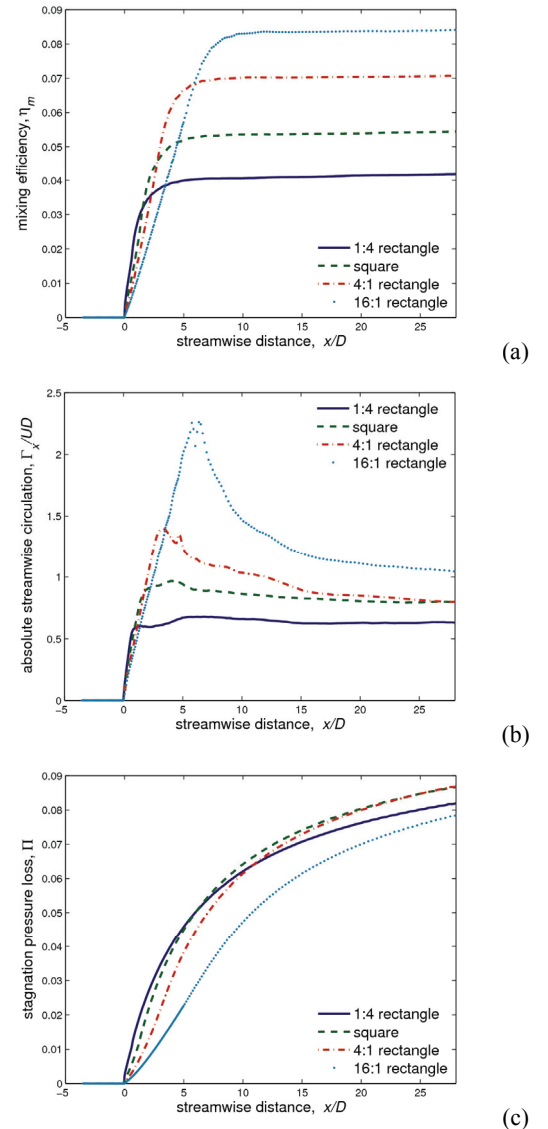 0.09
0.08
0.07
0.06
0.05
0.04
0.03
0.02
0.01
0
mixing efficiency, ηm
1:4 rectangle
square
4:1 rectangle
16:1 rectangle
-5 0 5 10 15 20 25
streamwise distance, x/D
(a)
2.5
2
1.5
1
0.5
0
absolute streamwise circulation, Γx/UD
1:4 rectangle
square
4:1 rectangle
16:1 rectangle
-5 0 5 10 15 20 25
streamwise distance, x/D
(b)
0.09
0.08
0.07
0.06
0.05
0.04
0.03
0.02
0.01
0
stagnation pressure loss, Π
1:4 rectangle
square
4:1 rectangle
16:1 rectangle
-5 0 5 10 15 20 25
streamwise distance, x/D
(c)